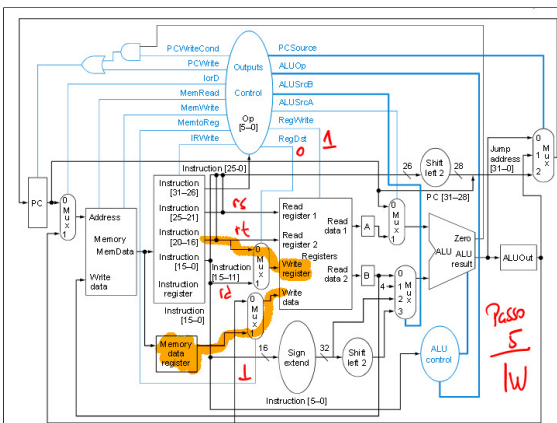 PCWriteCond
PCWrite
IorD
MemRead
MemWrite
MemtoReg
IRWrite
Outputs
Control
Op
[5–0]
PCSource
ALUOp
ALUSrcB
ALUSrcA
RegWrite
RegDst
0
1
Instruction [25–0]
26
Shift
left 2
28
Jump
address
[31–0]
PC [31–28]
0
1
2
M
u
x
PC
0
M
u
x
1
Address
Memory
MemData
Write
data
Instruction
[31–26]
Instruction
[25–21]
Instruction
[20–16]
Instruction
[15–0]
Instruction
register
rs
rt
rd
Instruction
[15–11]
0
M
u
x
1
Instruction
[15–0]
Memory
data
register
0
M
u
x
1
1
Read
register 1
Read
register 2
Registers
Write
register
Write
data
Read
data 1
Read
data 2
A
B
4
0
M
u
x
1
0
1
M
u
2
x
3
Zero
ALU
ALU
result
ALUOut
16
Sign
extend
32
Shift
left 2
ALU
control
Instruction [5–0]
Passo
5
lw